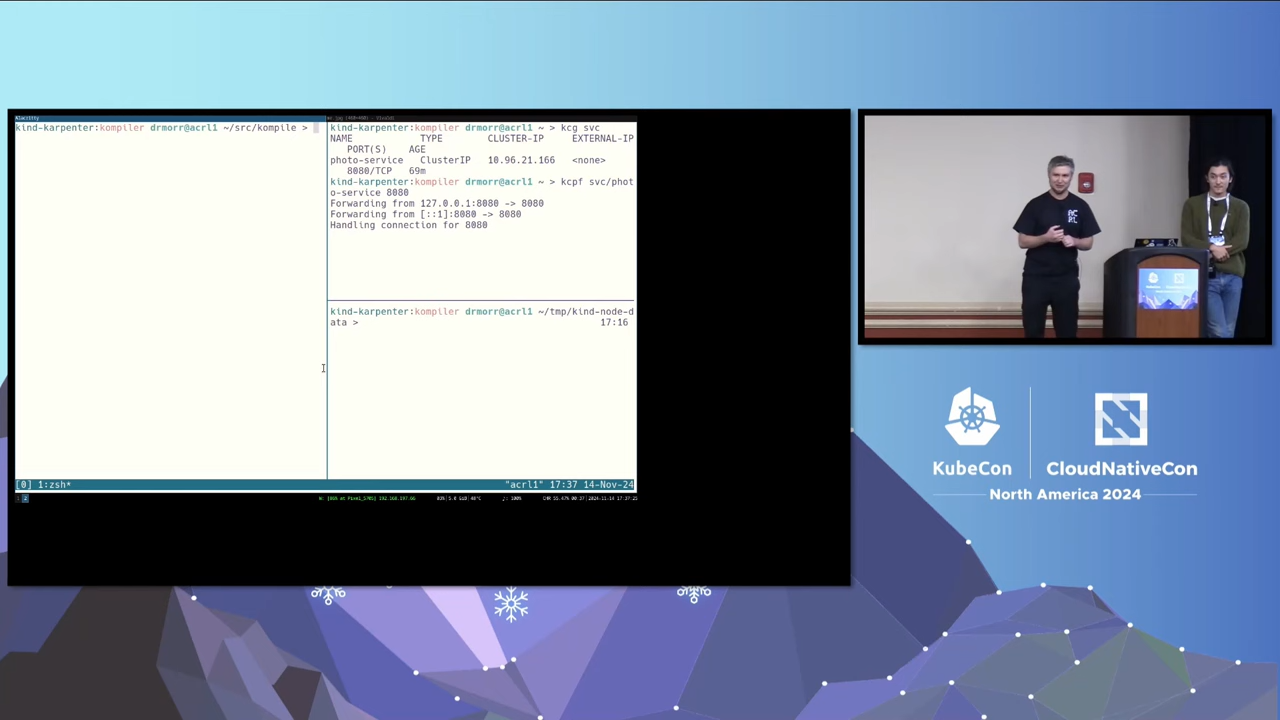 Alacritty
kind-karpenter:kompiler drmorr@acrl1 ~/src/kompile >
kind-karpenter:kompiler drmorr@acrl1 ~ > kcg svc
NAME TYPE CLUSTER-IP EXTERNAL-IP
PORT(S) AGE
photo-service ClusterIP 10.96.21.166 <none>
8080/TCP 69m
kind-karpenter:kompiler drmorr@acrl1 ~ > kcpf svc/phot
o-service 8080
Forwarding from 127.0.0.1:8080 -> 8080
Forwarding from [::1]:8080 -> 8080
Handling connection for 8080
kind-karpenter:kompiler drmorr@acrl1 ~/tmp/kind-node-d
ata > 17:16
[0] 1:zsh* "acrl1" 17:37 14-Nov-24
AC
RL
KubeCon
CloudNativeCon
North America 2024